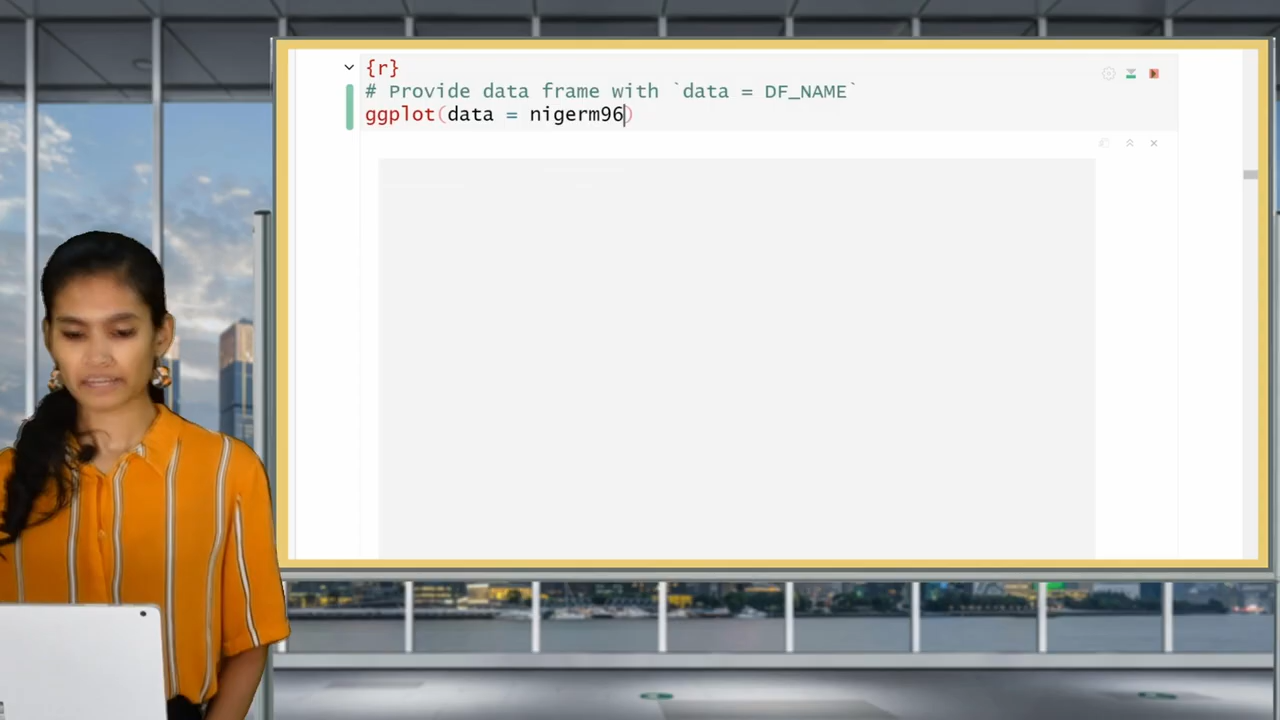 {r}
# Provide data frame with `data = DF_NAME`
ggplot(data = nigerm96)